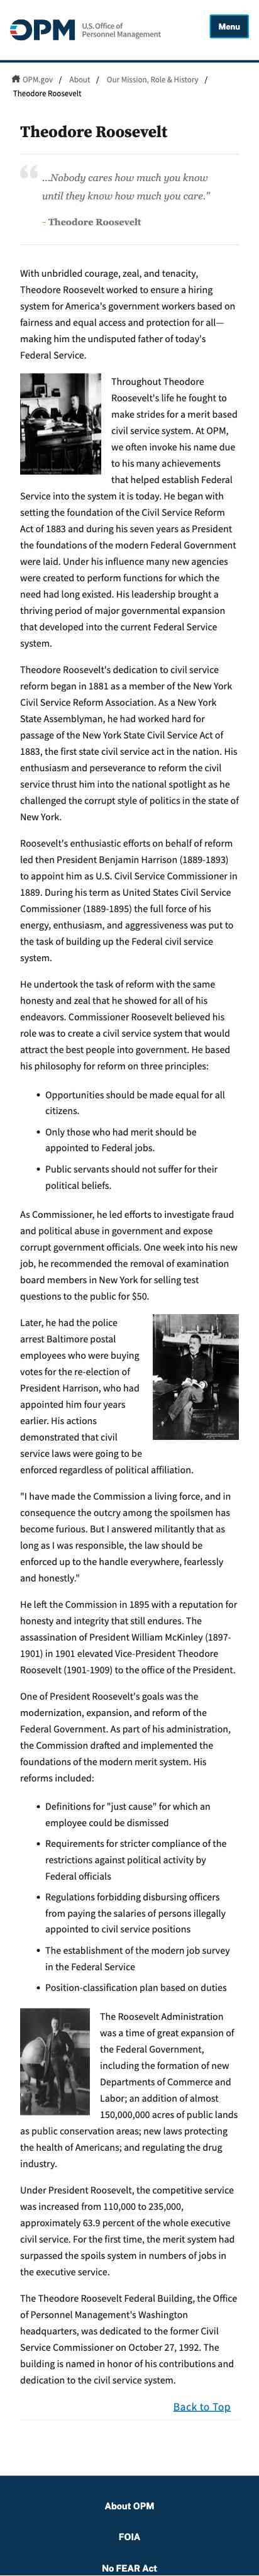 OPM U.S. Office of
Personnel Management
Menu
OPM.gov / About / Our Mission, Role & History /
Theodore Roosevelt
Theodore Roosevelt
...Nobody cares how much you know
until they know how much you care."
- Theodore Roosevelt
With unbridled courage, zeal, and tenacity,
Theodore Roosevelt worked to ensure a hiring
system for America's government workers based on
fairness and equal access and protection for all—
making him the undisputed father of today's
Federal Service.
Throughout Theodore
Roosevelt's life he fought to
make strides for a merit based
civil service system. At OPM,
we often invoke his name due
to his many achievements
that helped establish Federal
Service into the system it is today. He began with
setting the foundation of the Civil Service Reform
Act of 1883 and during his seven years as President
the foundations of the modern Federal Government
were laid. Under his influence many new agencies
were created to perform functions for which the
need had long existed. His leadership brought a
thriving period of major governmental expansion
that developed into the current Federal Service
system.
Theodore Roosevelt's dedication to civil service
reform began in 1881 as a member of the New York
Civil Service Reform Association. As a New York
State Assemblyman, he had worked hard for
passage of the New York State Civil Service Act of
1883, the first state civil service act in the nation. His
enthusiasm and perseverance to reform the civil
service thrust him into the national spotlight as he
challenged the corrupt style of politics in the state of
New York.
Roosevelt's enthusiastic efforts on behalf of reform
led then President Benjamin Harrison (1889-1893)
to appoint him as U.S. Civil Service Commissioner in
1889. During his term as United States Civil Service
Commissioner (1889-1895) the full force of his
energy, enthusiasm, and aggressiveness was put to
the task of building up the Federal civil service
system.
He undertook the task of reform with the same
honesty and zeal that he showed for all of his
endeavors. Commissioner Roosevelt believed his
role was to create a civil service system that would
attract the best people into government. He based
his philosophy for reform on three principles:
• Opportunities should be made equal for all
citizens.
• Only those who had merit should be
appointed to Federal jobs.
• Public servants should not suffer for their
political beliefs.
As Commissioner, he led efforts to investigate fraud
and political abuse in government and expose
corrupt government officials. One week into his new
job, he recommended the removal of examination
board members in New York for selling test
questions to the public for $50.
Later, he had the police
arrest Baltimore postal
employees who were buying
votes for the re-election of
President Harrison, who had
appointed him four years
earlier. His actions
demonstrated that civil
service laws were going to be
enforced regardless of political affiliation.
"I have made the Commission a living force, and in
consequence the outcry among the spoilsmen has
become furious. But I answered militantly that as
long as I was responsible, the law should be
enforced up to the handle everywhere, fearlessly
and honestly."
He left the Commission in 1895 with a reputation for
honesty and integrity that still endures. The
assassination of President William McKinley (1897-
1901) in 1901 elevated Vice-President Theodore
Roosevelt (1901-1909) to the office of the President.
One of President Roosevelt's goals was the
modernization, expansion, and reform of the
Federal Government. As part of his administration,
the Commission drafted and implemented the
foundations of the modern merit system. His
reforms included:
• Definitions for "just cause" for which an
employee could be dismissed
• Requirements for stricter compliance of the
restrictions against political activity by
Federal officials
• Regulations forbidding disbursing officers
from paying the salaries of persons illegally
appointed to civil service positions
• The establishment of the modern job survey
in the Federal Service
• Position-classification plan based on duties
The Roosevelt Administration
was a time of great expansion of
the Federal Government,
including the formation of new
Departments of Commerce and
Labor; an addition of almost
150,000,000 acres of public lands
as public conservation areas; new laws protecting
the health of Americans; and regulating the drug
industry.
Under President Roosevelt, the competitive service
was increased from 110,000 to 235,000,
approximately 63.9 percent of the whole executive
civil service. For the first time, the merit system had
surpassed the spoils system in numbers of jobs in
the executive service.
The Theodore Roosevelt Federal Building, the Office
of Personnel Management's Washington
headquarters, was dedicated to the former Civil
Service Commissioner on October 27, 1992. The
building is named in honor of his contributions and
dedication to the civil service system.
Back to Top
About OPM
FOIA
No FEAR Act